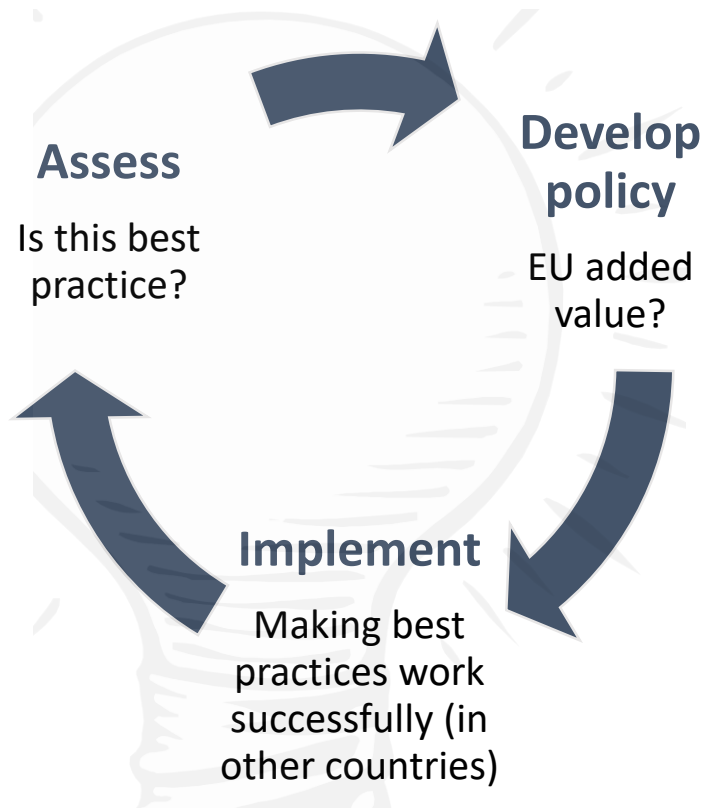 Assess
Is this best
practice?
Develop
policy
EU added
value?
Implement
Making best
practices work
successfully (in
other countries)